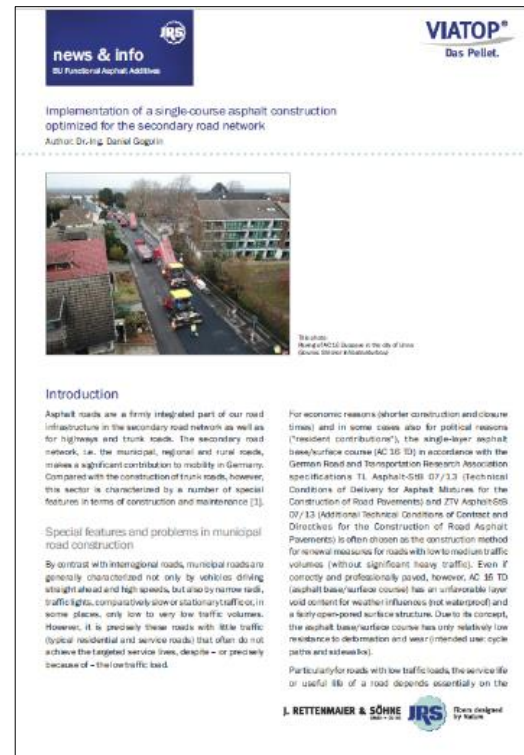 JRS
news & info
BU Functional Asphalt Additives
VIATOP®
Das Pellet.
Implementation of a single-course asphalt construction
optimized for the secondary road network
Author: Dr.-Ing. Daniel Gogolin
Title photo:
Paving of AC 16 in the city of
Introduction
Asphalt roads are a firmly integrated part of our road
infrastructure in the secondary road network as well as
for highways and trunk roads. The secondary road
network, i.e. the municipal, regional and rural roads,
makes a significant contribution to mobility in Germany.
Compared with the construction of trunk roads, however,
this sector is characterized by a number of special
features in terms of construction and maintenance [1].
Special features and problems in municipal
road construction
By contrast with interregional roads, municipal roads are
generally characterized not only by vehicles driving
straight ahead and high speeds, but also by narrow radii,
traffic lights, comparatively slow or stationary traffic or, in
some places, only low to very low traffic volumes.
However, it is precisely these roads with little traffic
(typical residential and service roads) that often do not
achieve the targeted service lives, despite – or precisely
because of – the low traffic load.
For economic reasons (shorter construction and closure
times) and in some cases also for political reasons
("resident contributions"), the single-layer asphalt
base/surface course (AC 16 TD) in accordance with the
German Road and Transportation Research Association
specifications TL Asphalt-StB 07/13 (Technical
Conditions of Delivery for Asphalt Mixtures for the
Construction of Road Pavements) and ZTV Asphalt-StB
07/13 (Additional Technical Conditions of Contract and
Directives for the Construction of Road Asphalt
Pavements) is often chosen as the construction method
for renewal measures for roads with low to medium traffic
volumes (without significant heavy traffic). Even if
correctly and professionally paved, however, AC 16 TD
(asphalt base/surface course) has an unfavorable layer
void content for weather influences (not waterproof) and
a fairly open-pored surface structure. Due to its concept,
the asphalt base/surface course has only relatively low
resistance to deformation and wear (intended use: cycle
paths and sidewalks).
Particularly for roads with low traffic loads, the service life
or useful life of a road depends essentially on the
J. RETTENMAIER & SÖHNE
GMBH + CO KG
JRS
Fibers designed
by Nature